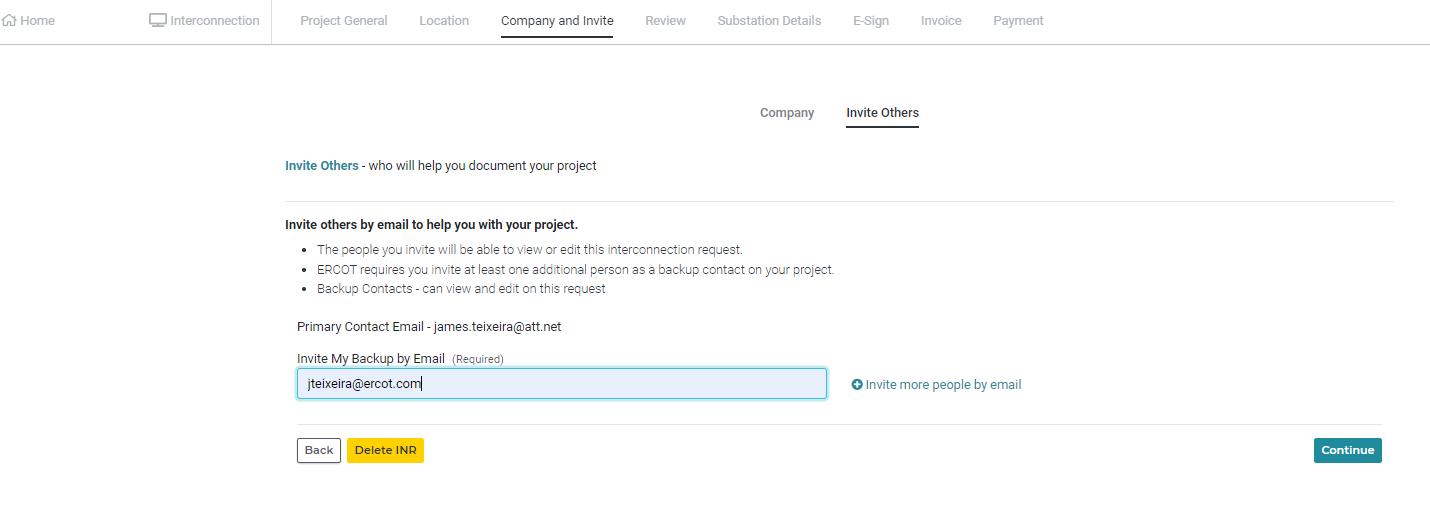 Home Interconnection Project General Location Company and Invite Review Substation Details E-Sign Invoice Payment
Company Invite Others
Invite Others - who will help you document your project
Invite others by email to help you with your project.
• The people you invite will be able to view or edit this interconnection request.
• ERCOT requires you invite at least one additional person as a backup contact on your project.
• Backup Contacts - can view and edit on this request
Primary Contact Email - james.teixeira@att.net
Invite My Backup by Email (Required)
jteixeira@ercot.com Invite more people by email
Back Delete INR Continue